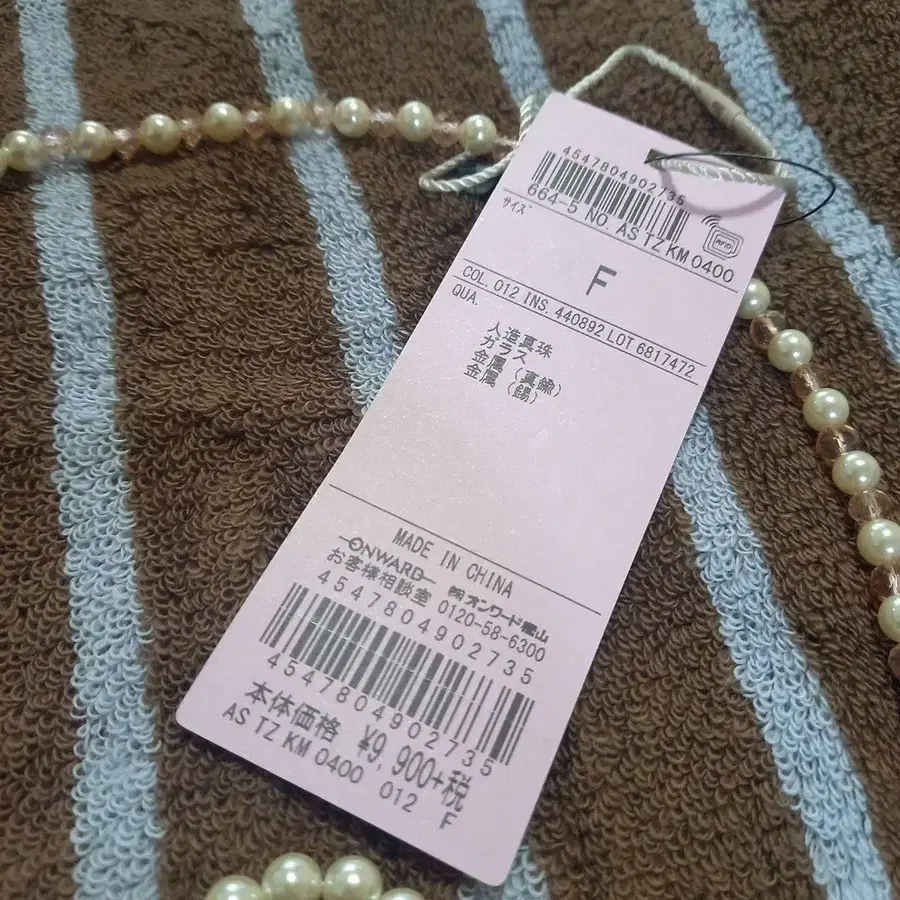 4547804902735
664-5 NO. AS TZ KM 0400
サイズ
RFID
F
COL. 012 INS. 440892 LOT 6817472
QUA.
人造真珠
ガラス
金属(真鍮)
金属(錫)
MADE IN CHINA
ONWARD ㈱オンワード樫山
お客様相談室 0120-58-6300
4547804902735
4547804902735
本体価格 ¥9,900+税
AS TZ KM 0400 012 F